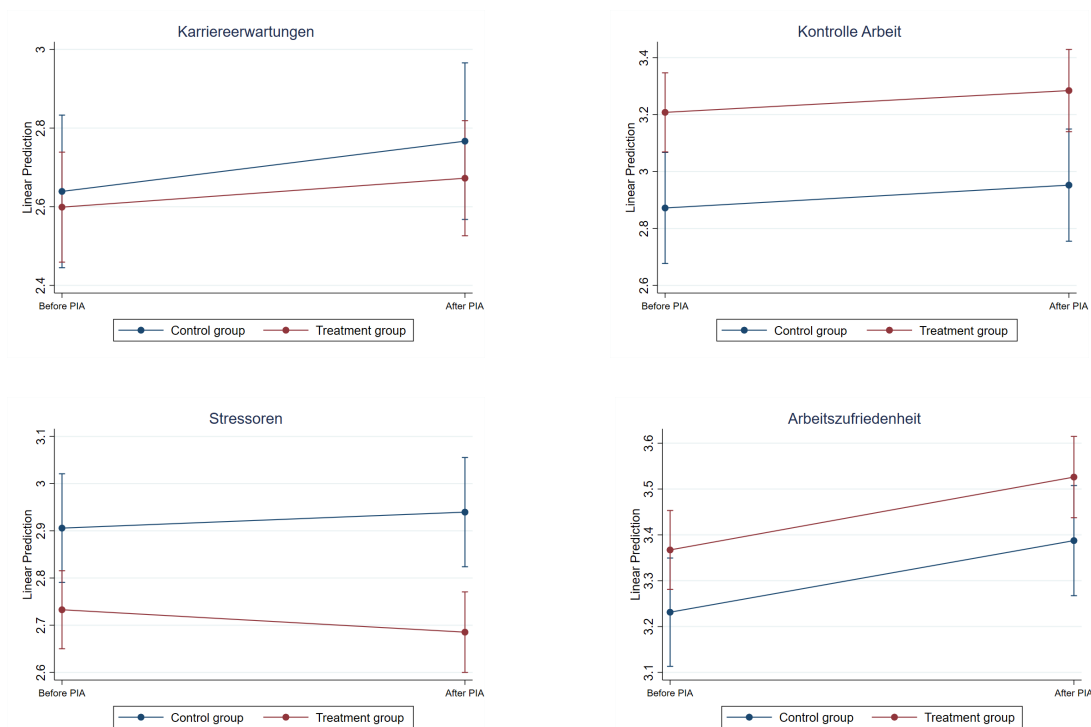 Karriereerwartungen
3
2.8
2.6
2.4
Linear Prediction
Before PIA
After PIA
Control group
Treatment group
Kontrolle Arbeit
3.4
3.2
3
2.8
2.6
Linear Prediction
Before PIA
After PIA
Control group
Treatment group
Stressoren
3.1
3
2.9
2.8
2.7
2.6
Linear Prediction
Before PIA
After PIA
Control group
Treatment group
Arbeitszufriedenheit
3.6
3.5
3.4
3.3
3.2
3.1
Linear Prediction
Before PIA
After PIA
Control group
Treatment group